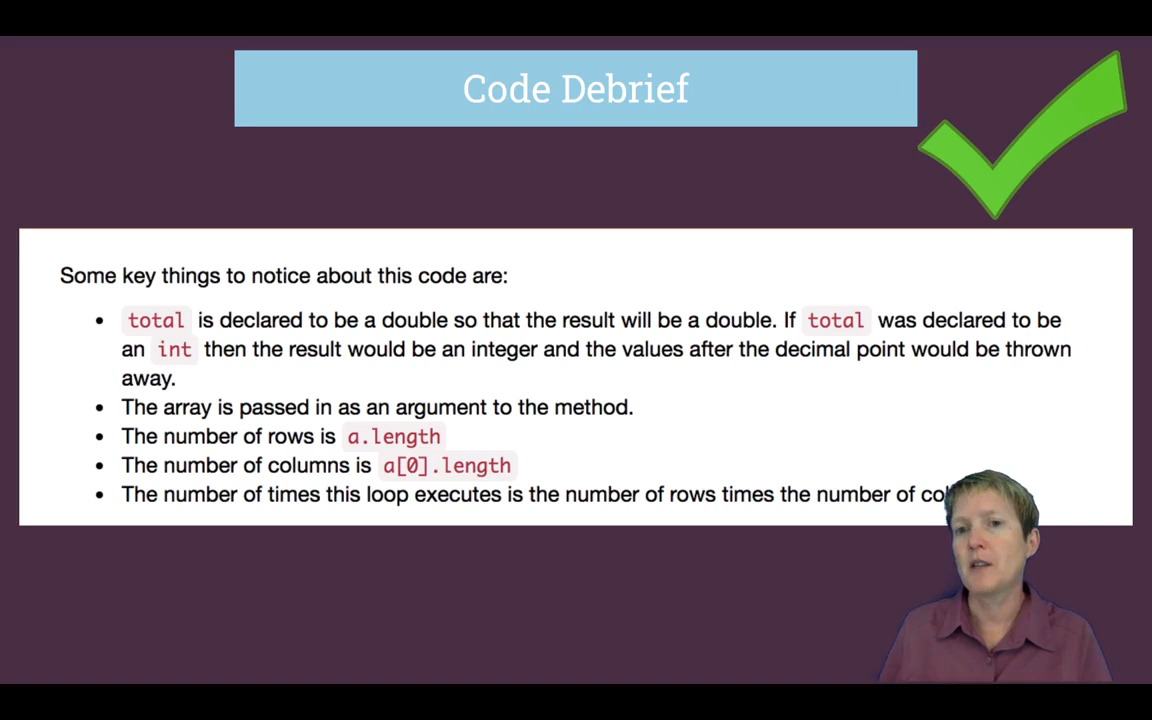 Code Debrief
Some key things to notice about this code are:
• total is declared to be a double so that the result will be a double. If total was declared to be
an int then the result would be an integer and the values after the decimal point would be thrown
away.
• The array is passed in as an argument to the method.
• The number of rows is a.length
• The number of columns is a[0].length
• The number of times this loop executes is the number of rows times the number of